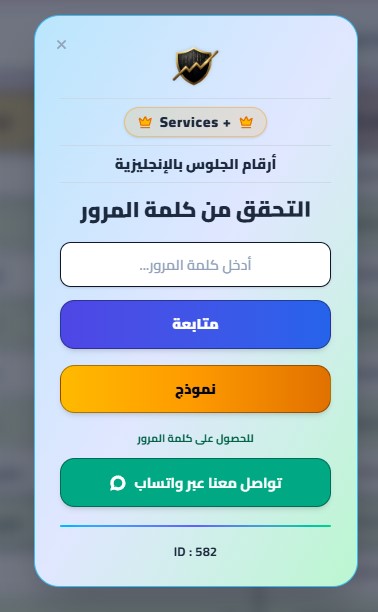 Services +
أرقام الجلوس بالإنجليزية
التحقق من كلمة المرور
أدخل كلمة المرور...
متابعة
نموذج
للحصول على كلمة المرور
تواصل معنا عبر واتساب
ID : 582